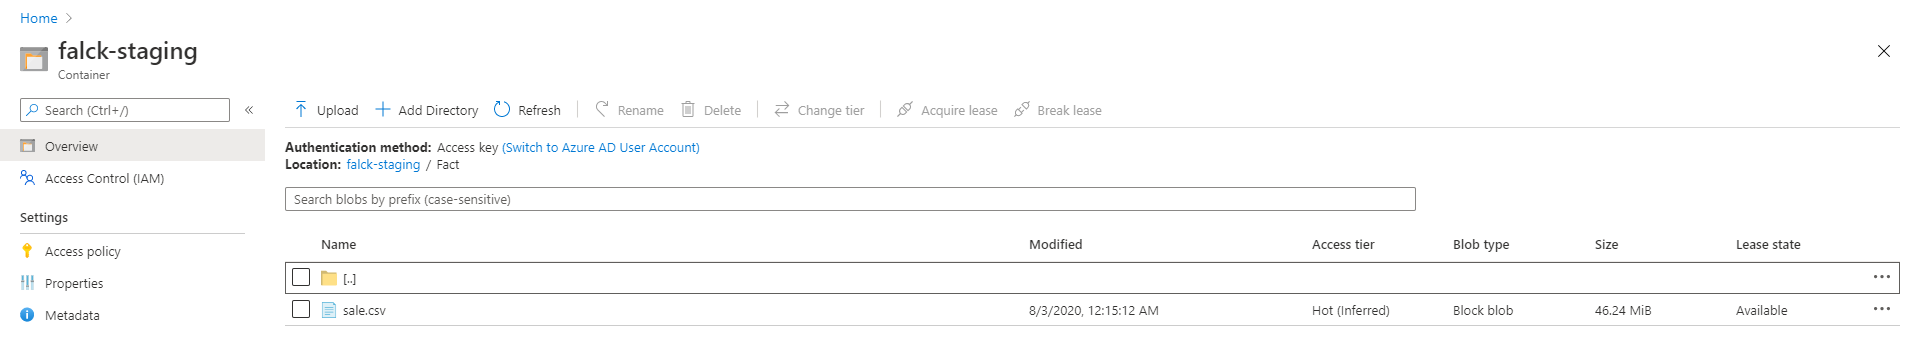 Home
falck-staging
Container
Search (Ctrl+/)
Overview
Access Control (IAM)
Settings
Access policy
Properties
Metadata
Upload Add Directory Refresh Rename Delete Change tier Acquire lease Break lease
Authentication method: Access key (Switch to Azure AD User Account)
Location: falck-staging / Fact
Search blobs by prefix (case-sensitive)
Name Modified Access tier Blob type Size Lease state
[..]
sale.csv 8/3/2020, 12:15:12 AM Hot (Inferred) Block blob 46.24 MiB Available